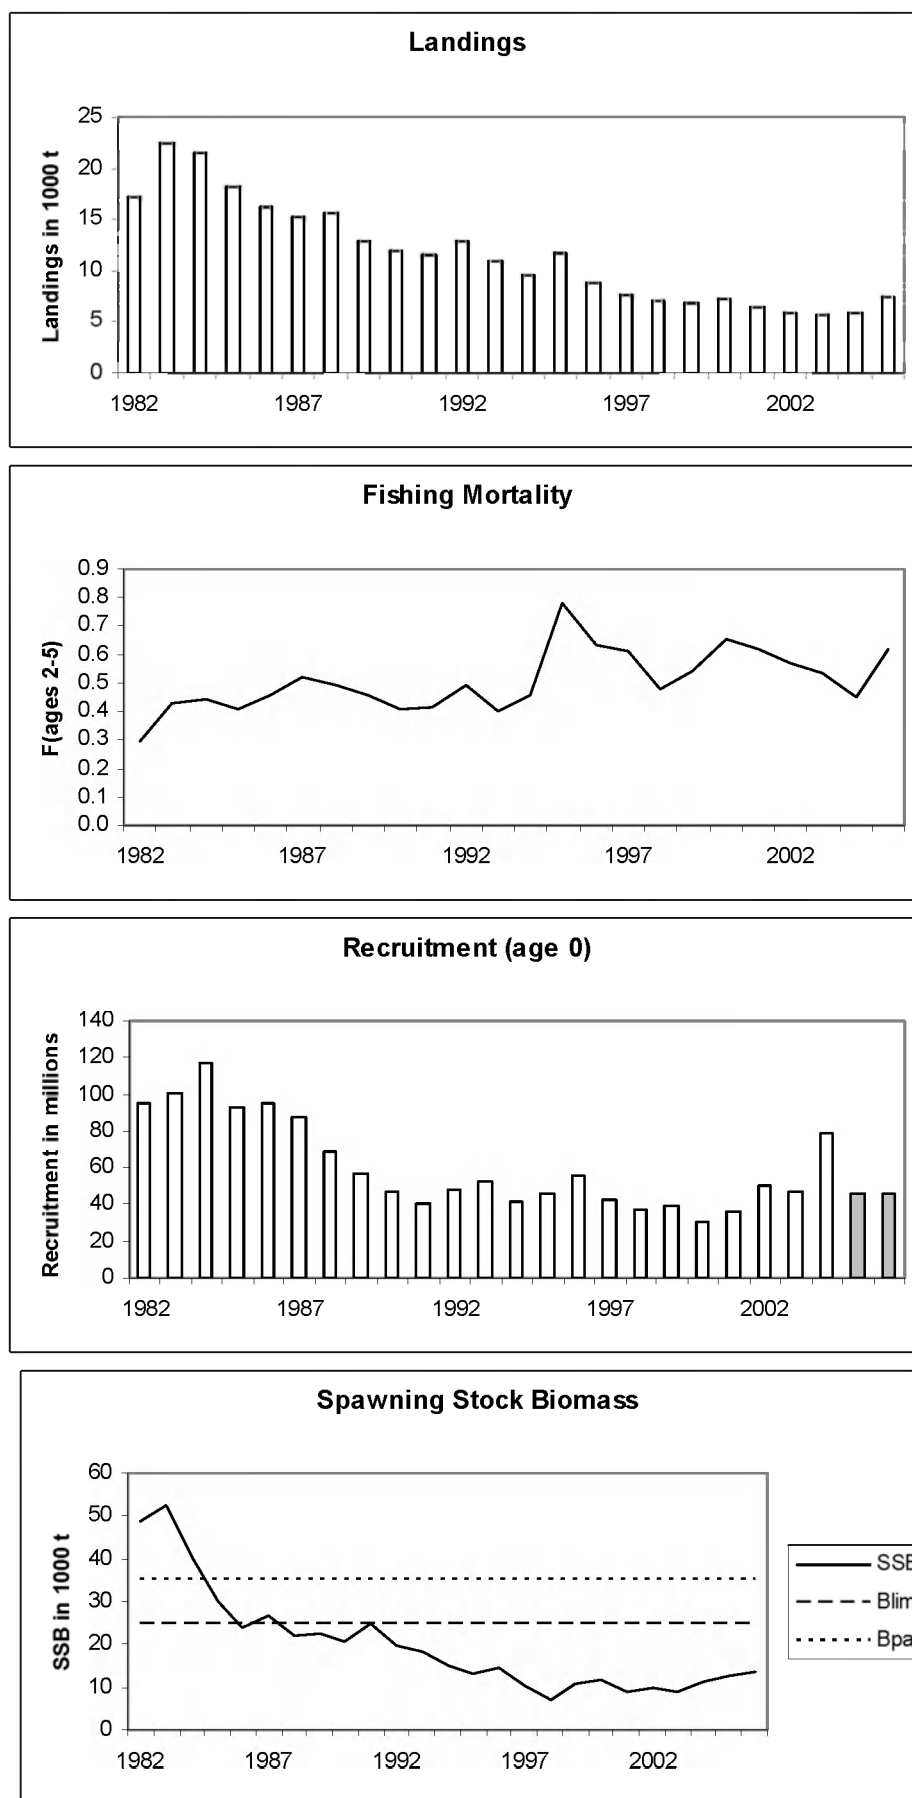 Landings
Landings in 1000 t
25
20
15
10
5
0
1982 1987 1992 1997 2002
Fishing Mortality
F(ages 2-5)
0.9
0.8
0.7
0.6
0.5
0.4
0.3
0.2
0.1
0.0
1982 1987 1992 1997 2002
Recruitment (age 0)
Recruitment in millions
140
120
100
80
60
40
20
0
1982 1987 1992 1997 2002
Spawning Stock Biomass
SSB in 1000 t
60
50
40
30
20
10
0
1982 1987 1992 1997 2002
SSB
Blim
Bpa